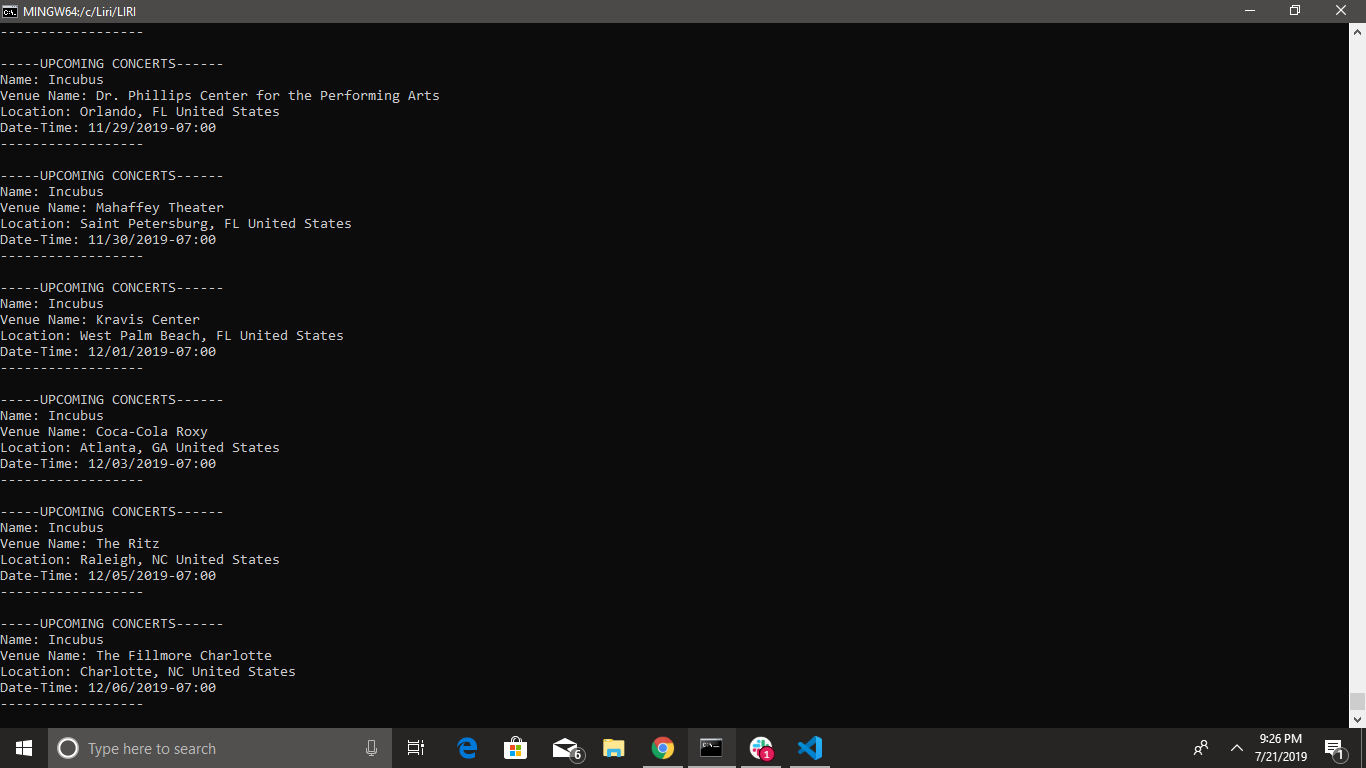 MINGW64:/c/Liri/LIRI
------------------
-----UPCOMING CONCERTS------
Name: Incubus
Venue Name: Dr. Phillips Center for the Performing Arts
Location: Orlando, FL United States
Date-Time: 11/29/2019-07:00
------------------
-----UPCOMING CONCERTS------
Name: Incubus
Venue Name: Mahaffey Theater
Location: Saint Petersburg, FL United States
Date-Time: 11/30/2019-07:00
------------------
-----UPCOMING CONCERTS------
Name: Incubus
Venue Name: Kravis Center
Location: West Palm Beach, FL United States
Date-Time: 12/01/2019-07:00
------------------
-----UPCOMING CONCERTS------
Name: Incubus
Venue Name: Coca-Cola Roxy
Location: Atlanta, GA United States
Date-Time: 12/03/2019-07:00
------------------
-----UPCOMING CONCERTS------
Name: Incubus
Venue Name: The Ritz
Location: Raleigh, NC United States
Date-Time: 12/05/2019-07:00
------------------
-----UPCOMING CONCERTS------
Name: Incubus
Venue Name: The Fillmore Charlotte
Location: Charlotte, NC United States
Date-Time: 12/06/2019-07:00
------------------
Type here to search
6
1
9:26 PM
7/21/2019
1